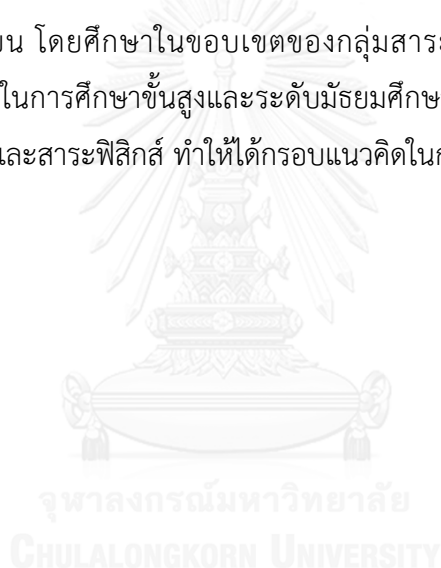 ยน โดยศึกษาในขอบเขตของกลุ่มสาระ
ในการศึกษาขั้นสูงและระดับมัธยมศึกษ
และสาระฟิสิกส์ ทำให้ได้กรอบแนวคิดในก
จุฬาลงกรณ์มหาวิทยาลัย
CHULALONGKORN UNIVERSITY